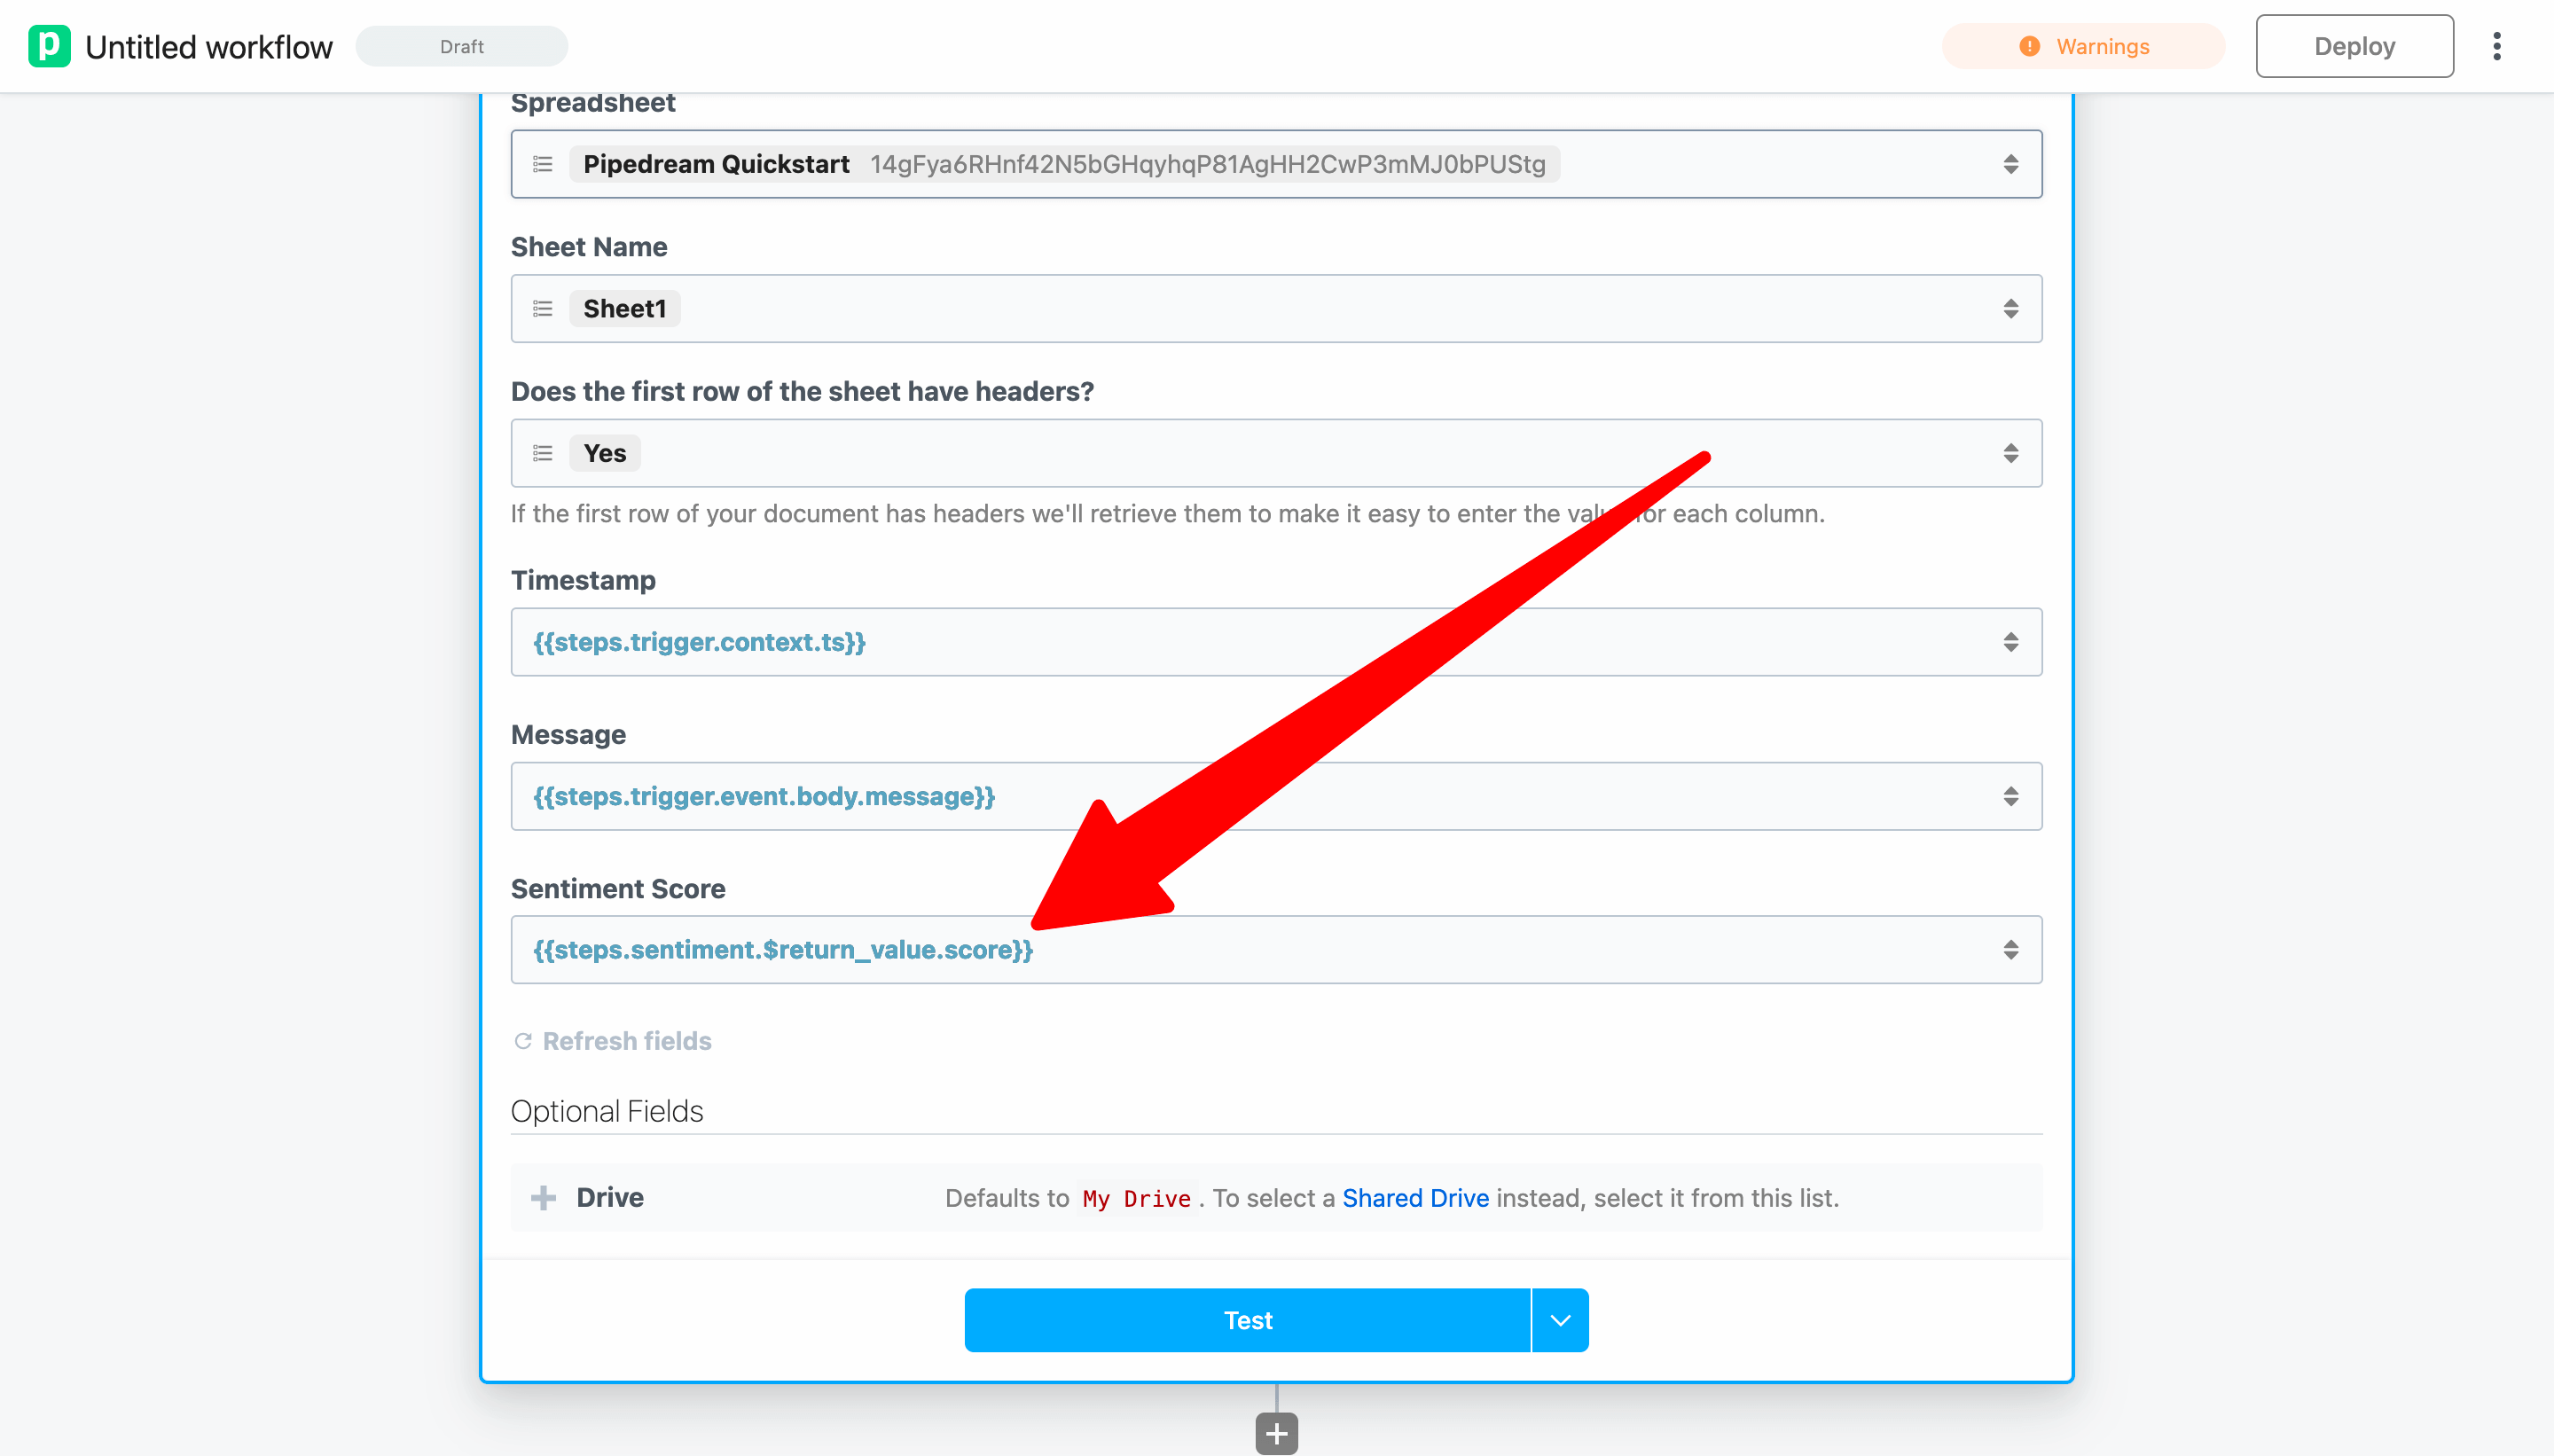 p Untitled workflow Draft Warnings Deploy
Spreadsheet
Pipedream Quickstart 14gFya6RHnf42N5bGHqyhqP81AgHH2CwP3mMJ0bPUStg
Sheet Name
Sheet1
Does the first row of the sheet have headers?
Yes
If the first row of your document has headers we'll retrieve them to make it easy to enter the value for each column.
Timestamp
{{steps.trigger.context.ts}}
Message
{{steps.trigger.event.body.message}}
Sentiment Score
{{steps.sentiment.$return_value.score}}
Refresh fields
Optional Fields
Drive Defaults to My Drive. To select a Shared Drive instead, select it from this list.
Test